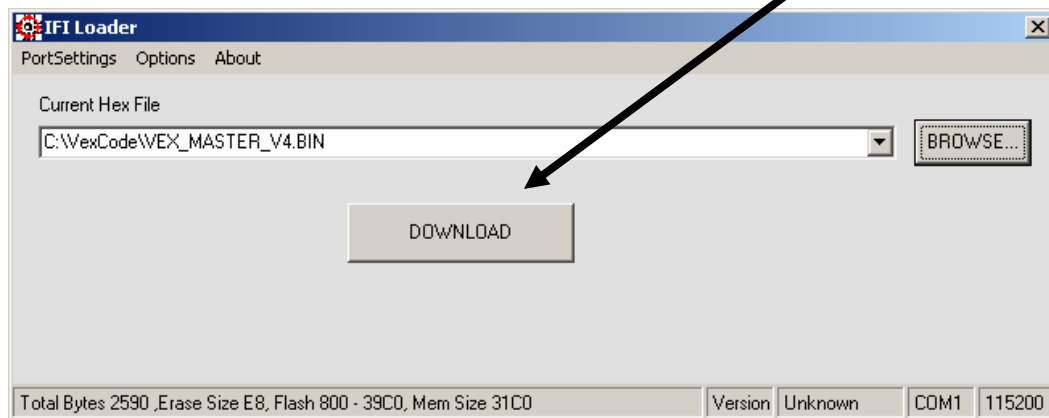 IFI Loader
PortSettings Options About
Current Hex File
C:\VexCode\VEX_MASTER_V4.BIN
BROWSE...
DOWNLOAD
Total Bytes 2590 ,Erase Size E8, Flash 800 - 39C0, Mem Size 31C0 Version Unknown COM1 115200